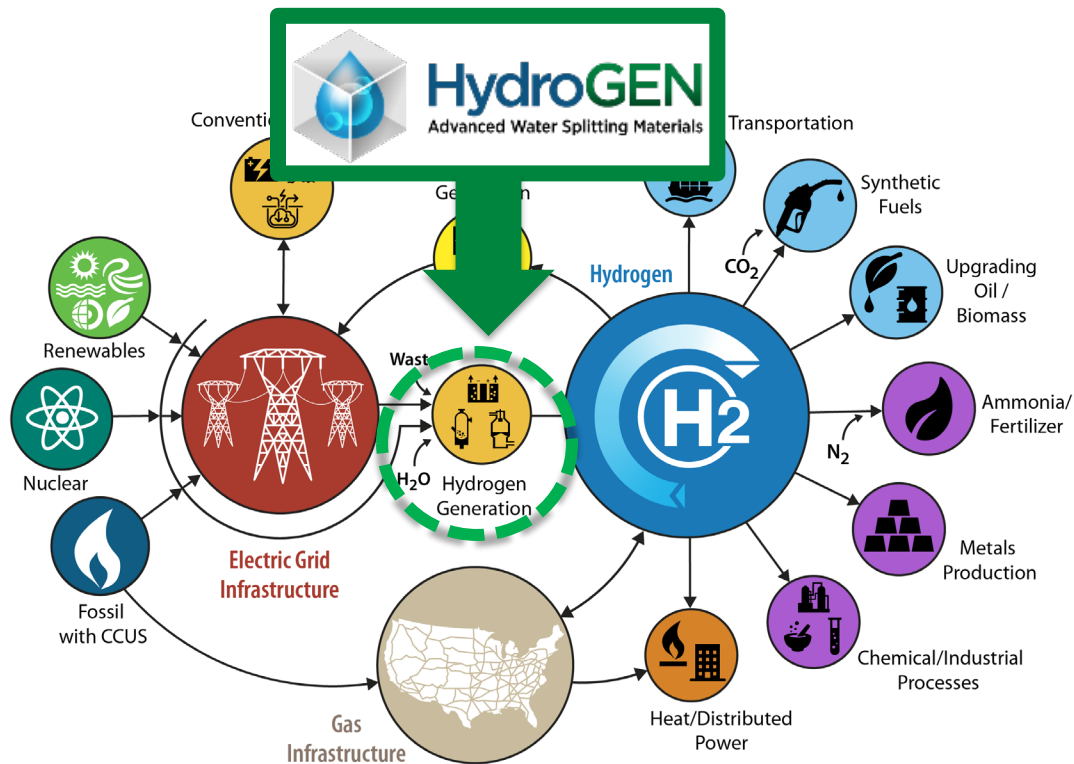 HydroGEN
Advanced Water Splitting Materials
Transportation
Synthetic
Fuels
CO2
Hydrogen
Upgrading
Oil /
Biomass
Renewables
H2
Ammonia/
Fertilizer
N2
Nuclear
H2O
Hydrogen
Generation
Electric Grid
Infrastructure
Metals
Production
Fossil
with CCUS
Chemical/Industrial
Processes
Gas
Infrastructure
Heat/Distributed
Power